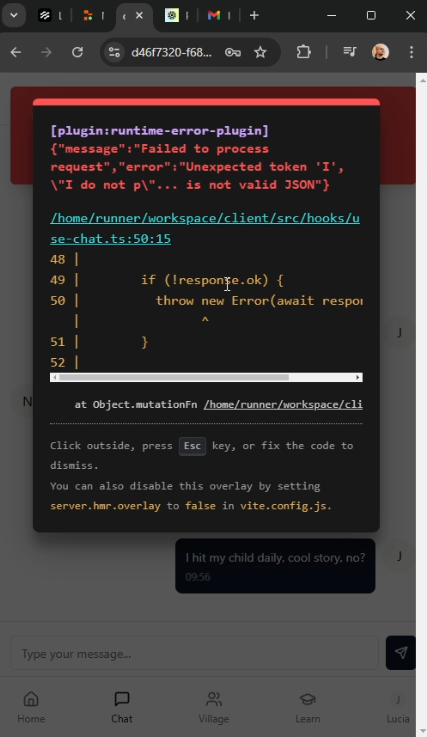 d46f7320-f68...
[plugin:runtime-error-plugin]
{"message":"Failed to process
request","error":"Unexpected token 'I',
\"I do not p\"... is not valid JSON"}
/home/runner/workspace/client/src/hooks/u
se-chat.ts:50:15
48 |
49 |         if (!response.ok) {
50 |           throw new Error(await respon
   |                 ^
51 |         }
52 |
at Object.mutationFn /home/runner/workspace/cli
Click outside, press Esc key, or fix the code to
dismiss.
You can also disable this overlay by setting
server.hmr.overlay to false in vite.config.js.
J
N
I hit my child daily, cool story, no?
09:56
J
Type your message...
Home
Chat
Village
Learn
J
Lucia